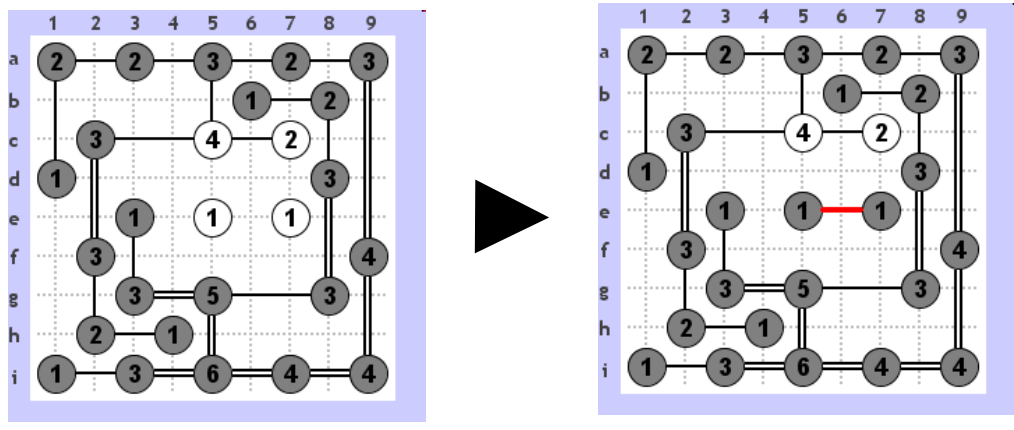 1 2 3 4 5 6 7 8 9
a 2 2 3 2 3
b 1 2
c 3 4 2
d 1 3
e 1 1 1
f 3 4
g 3 5 3
h 2 1
i 1 3 6 4 4
1 2 3 4 5 6 7 8 9
a 2 2 3 2 3
b 1 2
c 3 4 2
d 1 3
e 1 1 1
f 3 4
g 3 5 3
h 2 1
i 1 3 6 4 4